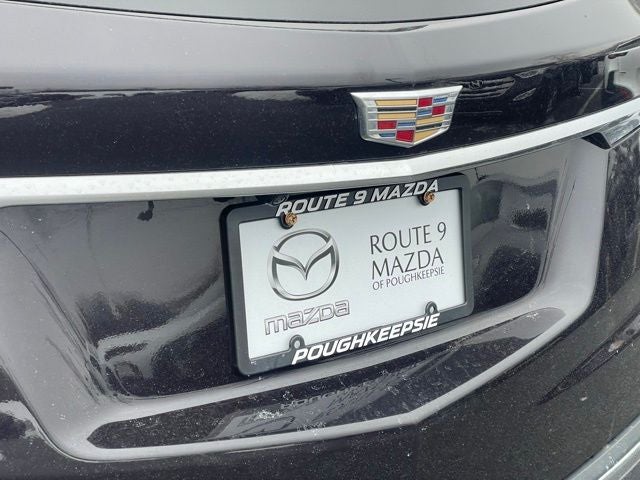 ROUTE 9 MAZDA
ROUTE 9
MAZDA
OF POUGHKEEPSIE
mazda
POUGHKEEPSIE